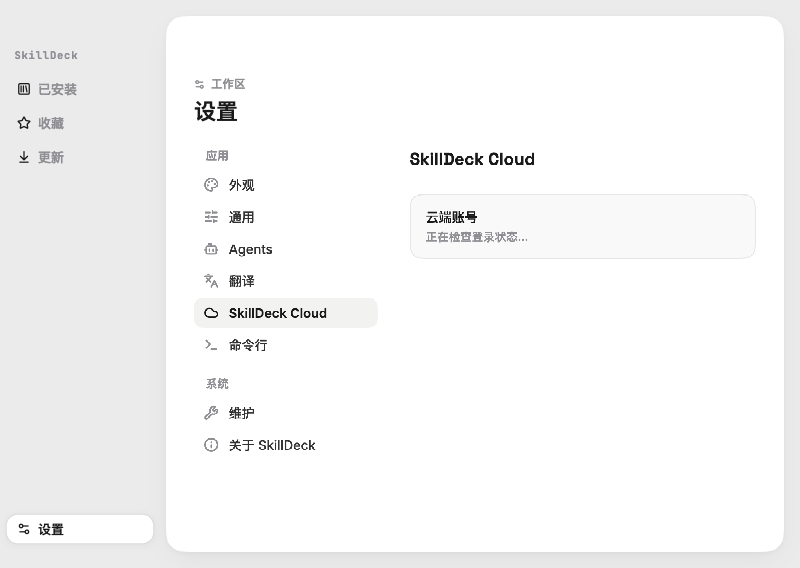 SkillDeck
已安装
收藏
更新
设置
工作区
设置
应用
外观
通用
Agents
翻译
SkillDeck Cloud
命令行
系统
维护
关于 SkillDeck
SkillDeck Cloud
云端账号
正在检查登录状态...